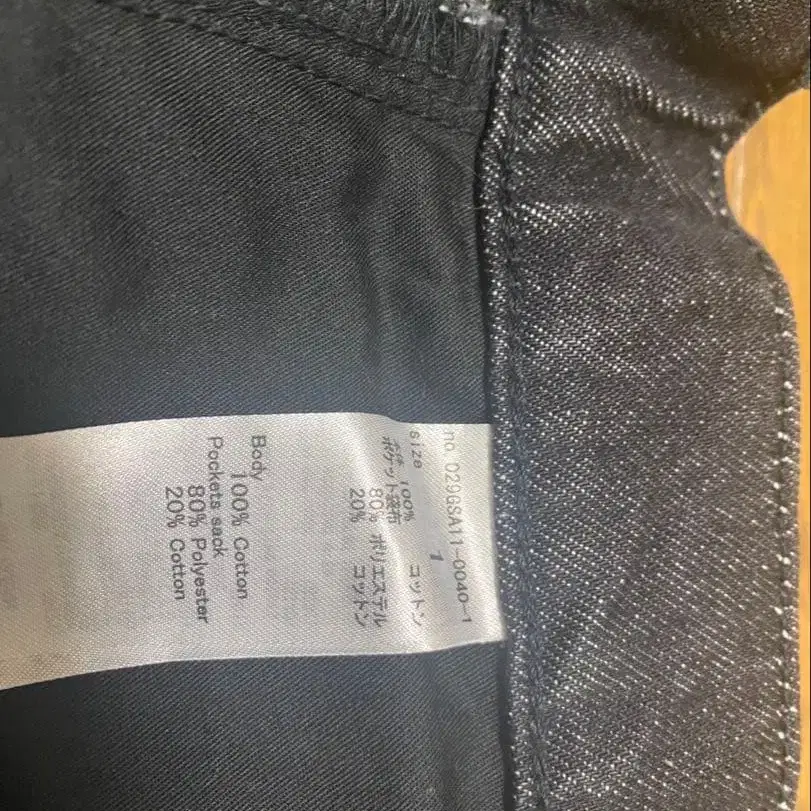 no. 029GSA11-0040-1
size 1
本体 100% コットン
ポケット袋布
80% ポリエステル
20% コットン
Body
100% Cotton
Pockets sack
80% Polyester
20% Cotton